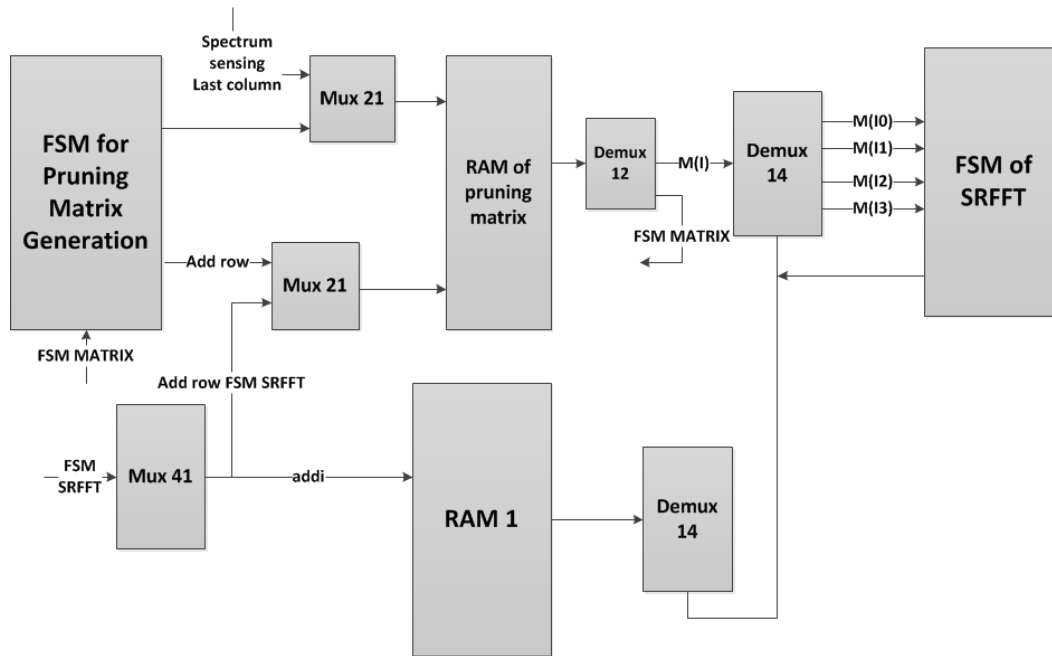 Spectrum
sensing
Last column
Mux 21
FSM for
Pruning
Matrix
Generation
RAM of
pruning
matrix
Demux
12
M(I)
Demux
14
M(I0)
M(I1)
M(I2)
M(I3)
FSM of
SRFFT
FSM MATRIX
Add row
Mux 21
FSM MATRIX
Add row FSM SRFFT
FSM
SRFFT
Mux 41
addi
RAM 1
Demux
14